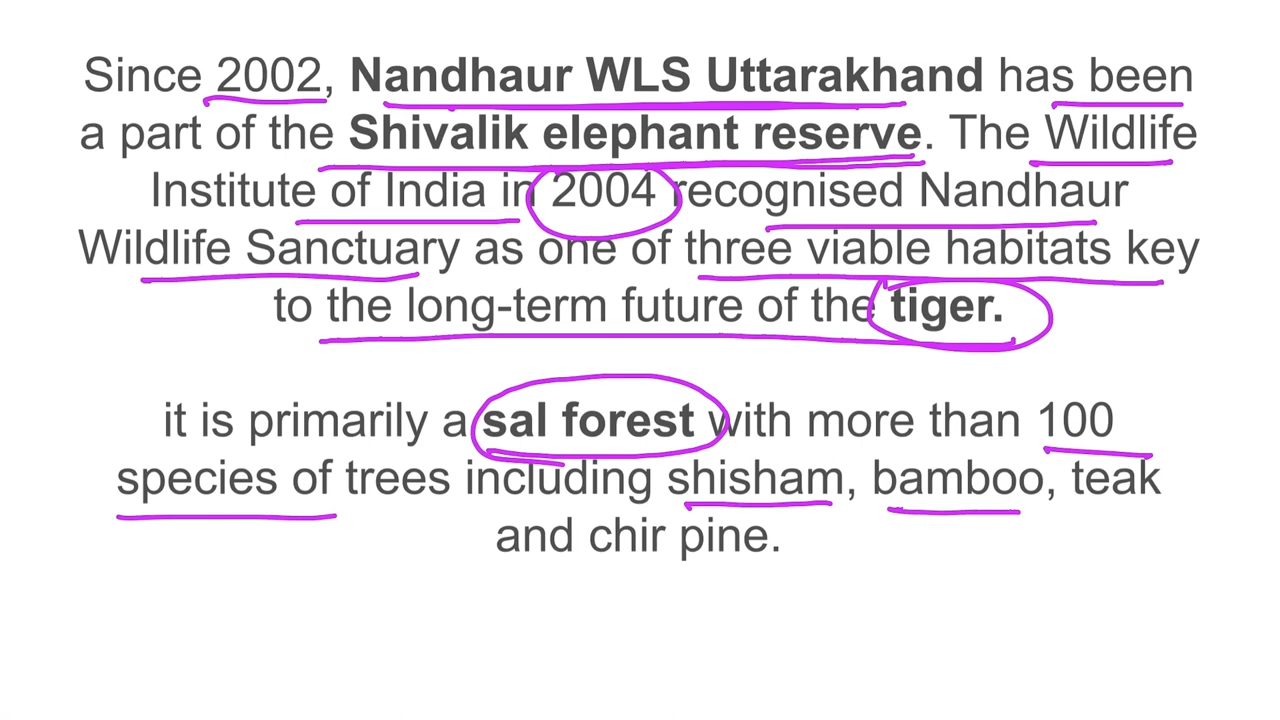 Since 2002, Nandhaur WLS Uttarakhand has been
a part of the Shivalik elephant reserve. The Wildlife
Institute of India in 2004 recognised Nandhaur
Wildlife Sanctuary as one of three viable habitats key
to the long-term future of the tiger.
it is primarily a sal forest with more than 100
species of trees including shisham, bamboo, teak
and chir pine.